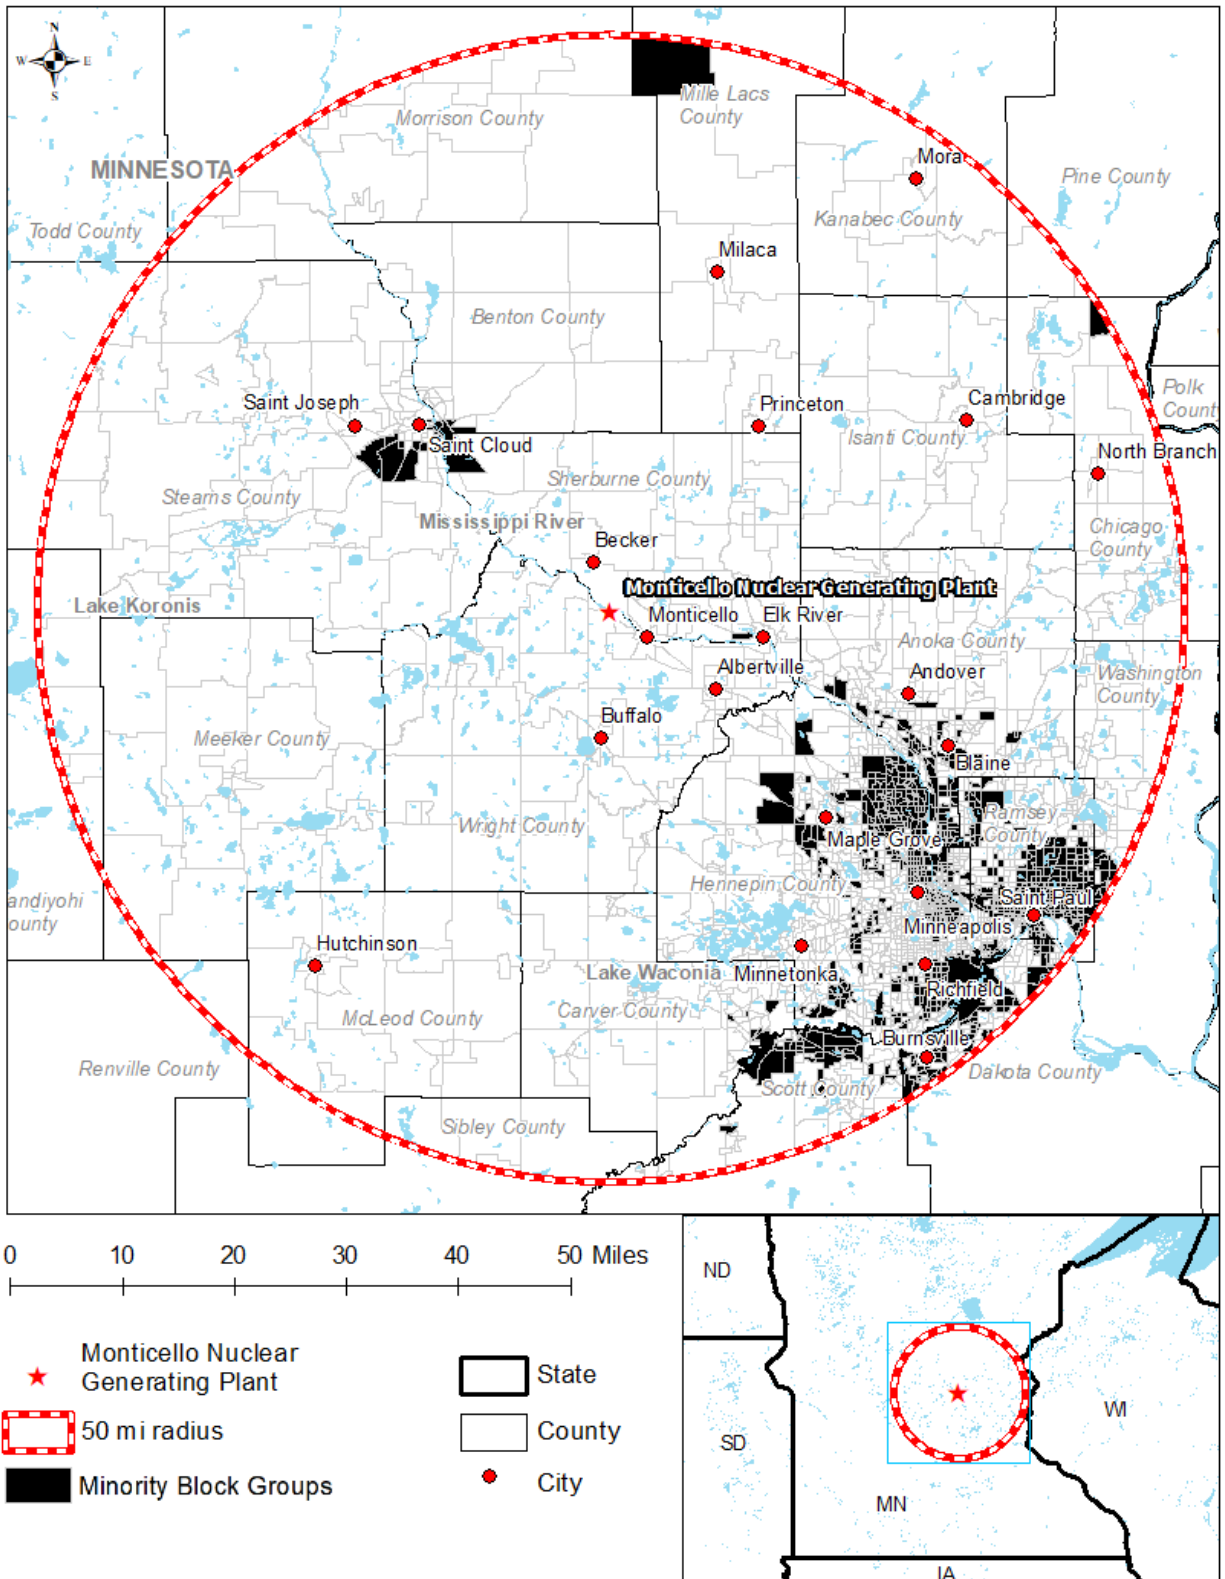 N
W E
S
Mille Lacs
County
Morrison County
Mora
MINNESOTA
Pine County
Kanabec County
Todd County
Milaca
Benton County
Polk
County
Saint Joseph
Princeton
Cambridge
Isanti County
Saint Cloud
North Branch
Sherburne County
Stearns County
Mississippi River
Chicago
County
Becker
Monticello Nuclear Generating Plant
Lake Koronis
Monticello
Elk River
Anoka County
Albertville
Andover
Washington
County
Buffalo
Meeker County
Blaine
Ramsey
County
Wright County
Maple Grove
Hennepin County
andiyohi
ounty
Saint Paul
Minneapolis
Hutchinson
Lake Waconia
Minnetonka
Richfield
Carver County
McLeod County
Burnsville
Renville County
Scott County
Dakota County
Sibley County
0 10 20 30 40 50 Miles
Monticello Nuclear
Generating Plant
50 mi radius
Minority Block Groups
State
County
City
ND
SD
WI
MN
IA